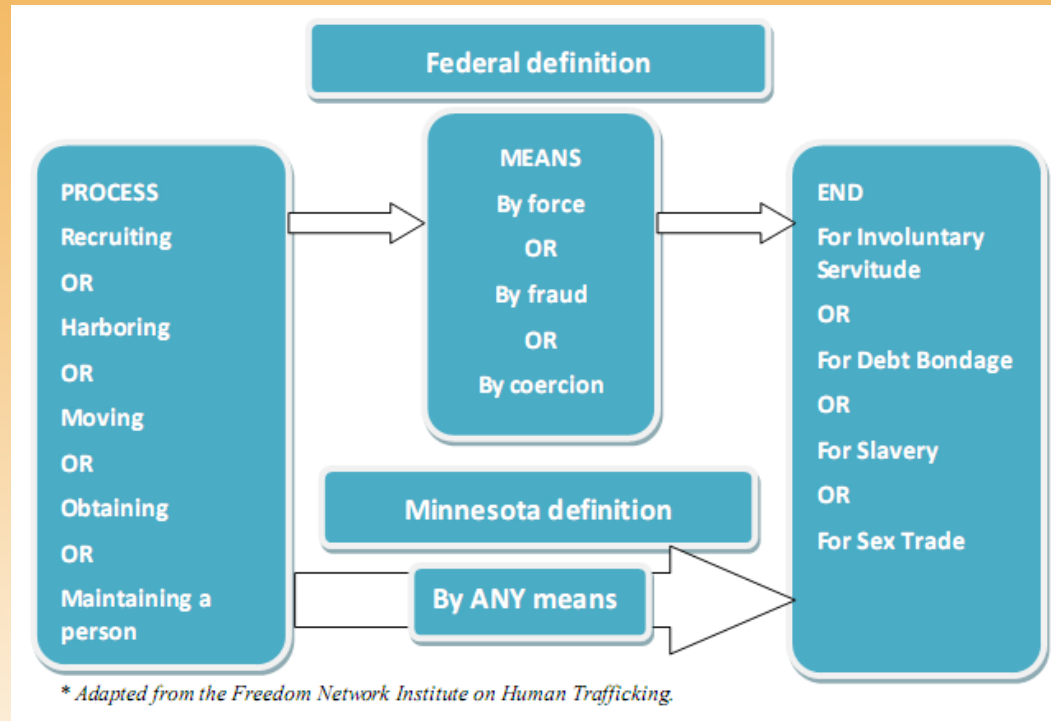 Federal definition
PROCESS
Recruiting
OR
Harboring
OR
Moving
OR
Obtaining
OR
Maintaining a
person
MEANS
By force
OR
By fraud
OR
By coercion
Minnesota definition
By ANY means
END
For Involuntary
Servitude
OR
For Debt Bondage
OR
For Slavery
OR
For Sex Trade
* Adapted from the Freedom Network Institute on Human Trafficking.